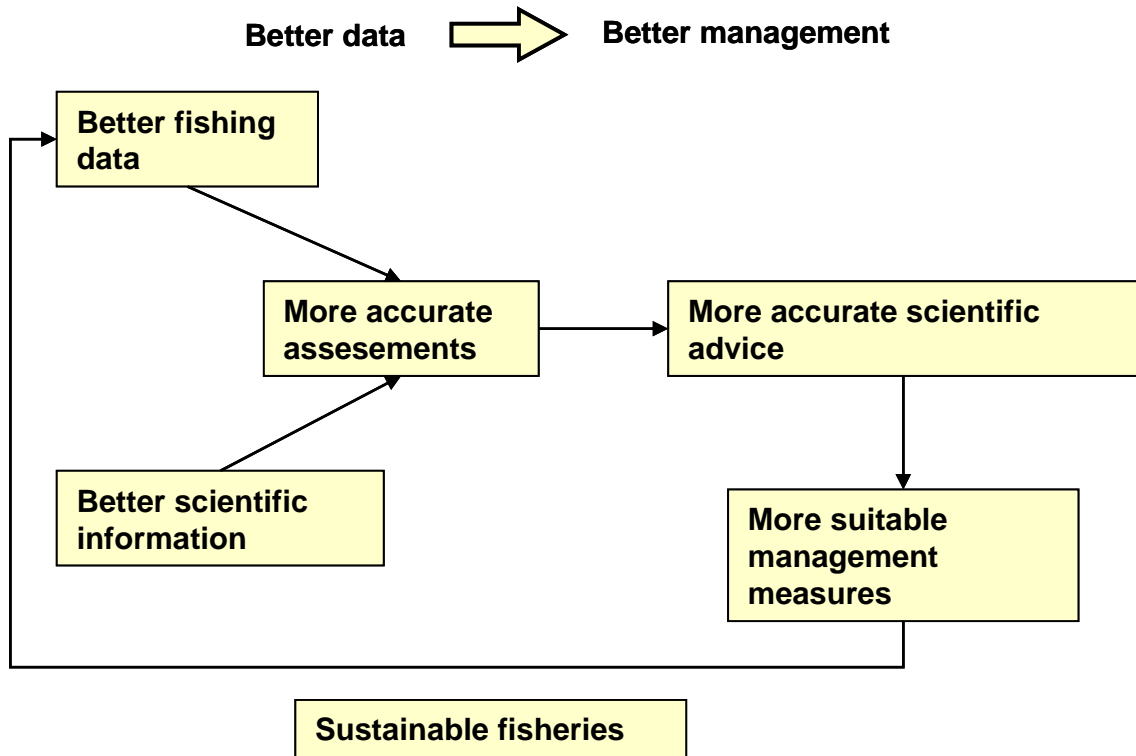 Better data
Better management
Better fishing
data
More accurate
assesements
More accurate scientific
advice
Better scientific
information
More suitable
management
measures
Sustainable fisheries